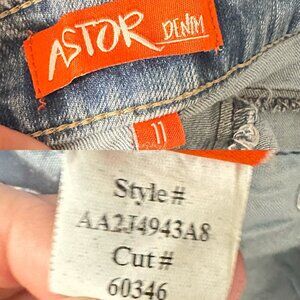 ASTOR DENIM
11
Style#
AA2J4943A8
Cut#
60346